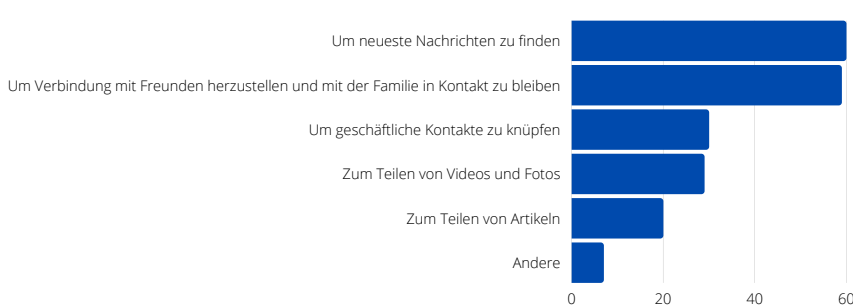 Um neueste Nachrichten zu finden
Um Verbindung mit Freunden herzustellen und mit der Familie in Kontakt zu bleiben
Um geschäftliche Kontakte zu knüpfen
Zum Teilen von Videos und Fotos
Zum Teilen von Artikeln
Andere
0 20 40 60